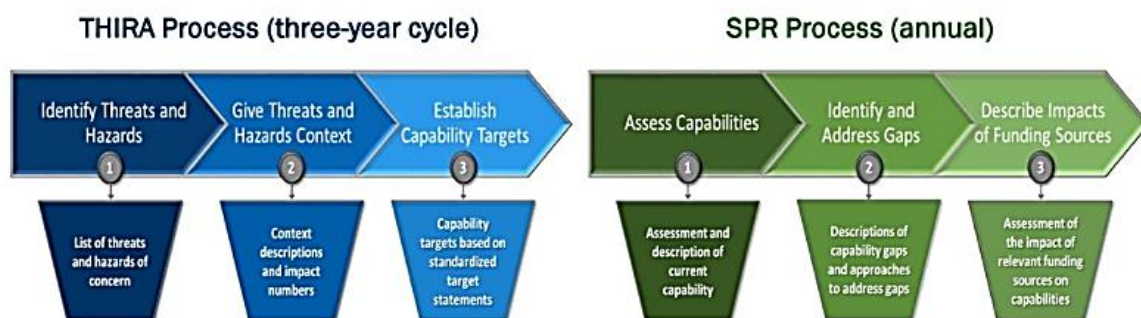 THIRA Process (three-year cycle)
Identify Threats and
Hazards
1
List of threats
and hazards of
concern
Give Threats and
Hazards Context
2
Context
descriptions
and impact
numbers
Establish
Capability Targets
3
Capability
targets based on
standardized
target
statements
SPR Process (annual)
Assess Capabilities
1
Assessment and
description of
current
capability
Identify and
Address Gaps
2
Descriptions of
capability gaps
and approaches
to address gaps
Describe Impacts
of Funding Sources
3
Assessment of
the impact of
relevant funding
sources on
capabilities